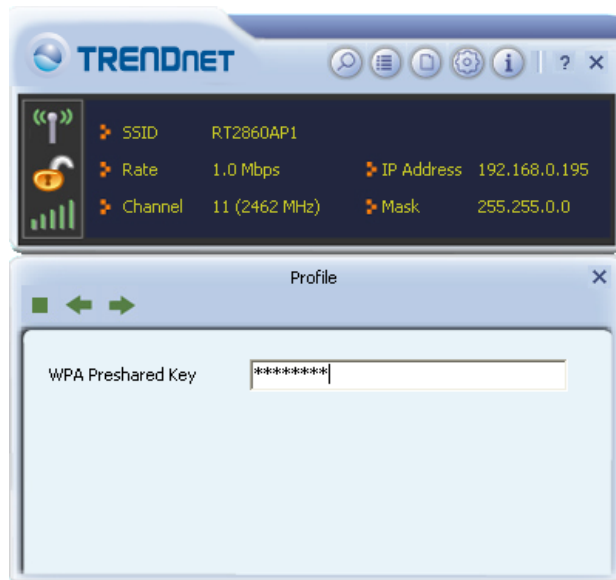 TRENDNET
? ×
SSID RT2860AP1
Rate 1.0 Mbps IP Address 192.168.0.195
Channel 11 (2462 MHz) Mask 255.255.0.0
Profile
WPA Preshared Key ********